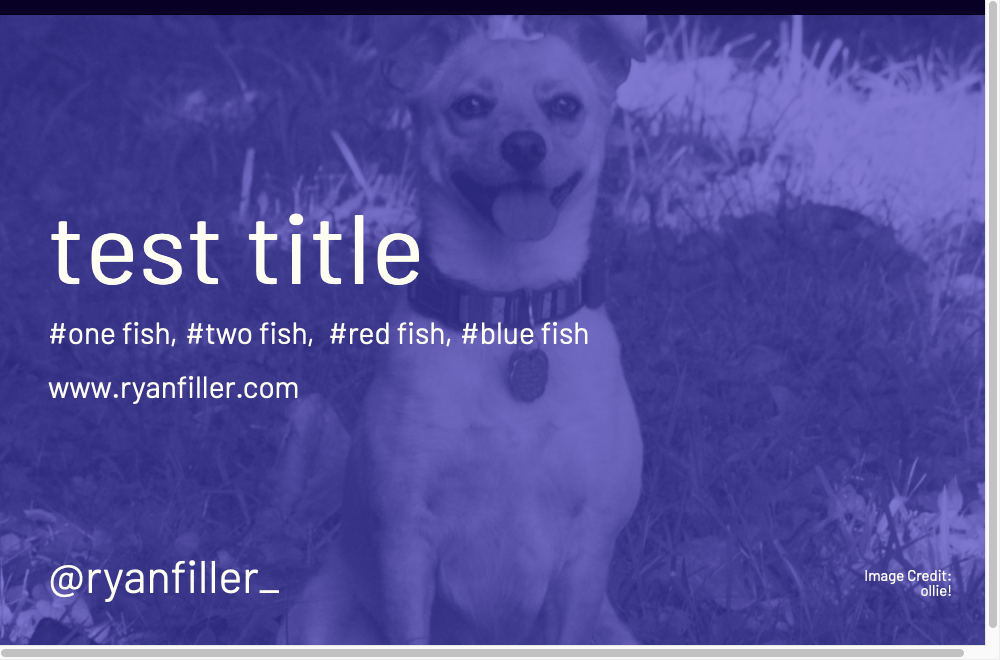 test title
#one fish, #two fish,  #red fish, #blue fish
www.ryanfiller.com
@ryanfiller_
Image Credit:
ollie!